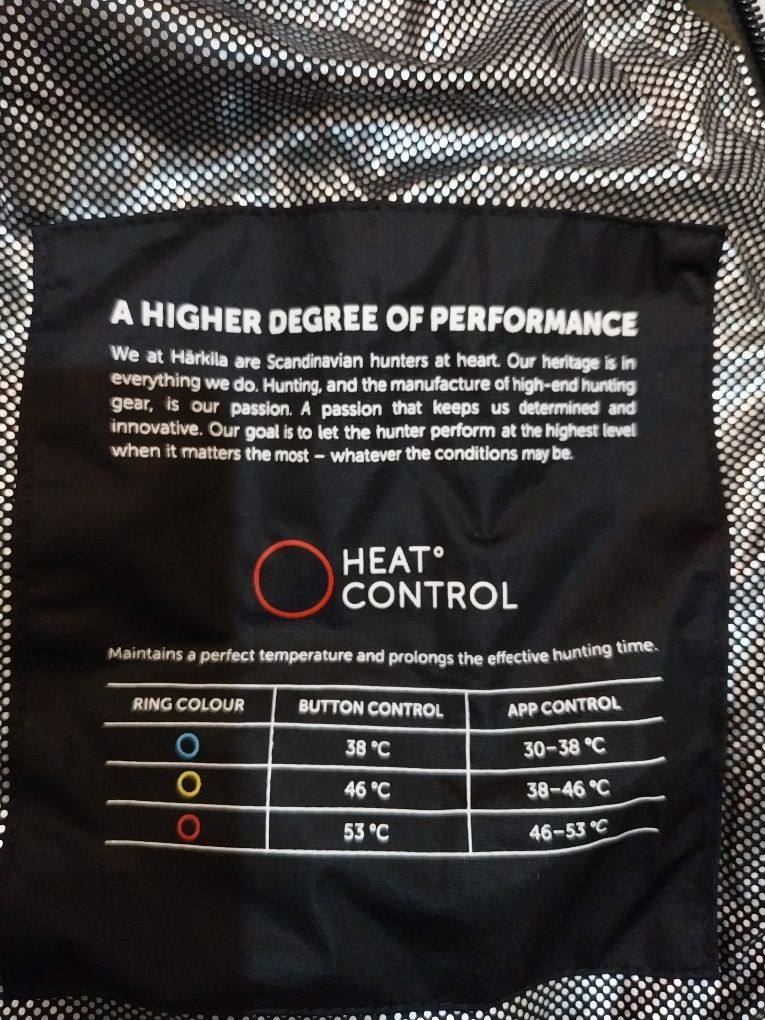 A HIGHER DEGREE OF PERFORMANCE
We at Härkila are Scandinavian hunters at heart. Our heritage is in
everything we do. Hunting, and the manufacture of high-end hunting
gear, is our passion. A passion that keeps us determined and
innovative. Our goal is to let the hunter perform at the highest level
when it matters the most – whatever the conditions may be.
HEAT°
CONTROL
Maintains a perfect temperature and prolongs the effective hunting time.
RING COLOUR BUTTON CONTROL APP CONTROL
38 °C 30–38 °C
46 °C 38–46 °C
53 °C 46–53 °C